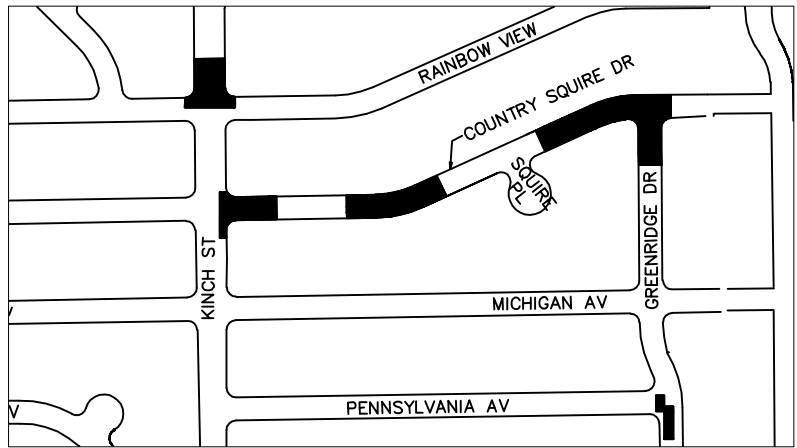 RAINBOW VIEW
COUNTRY SQUIRE DR
SQUIRE
PL
GREENRIDGE DR
KINCH ST
MICHIGAN AV
V
PENNSYLVANIA AV
V